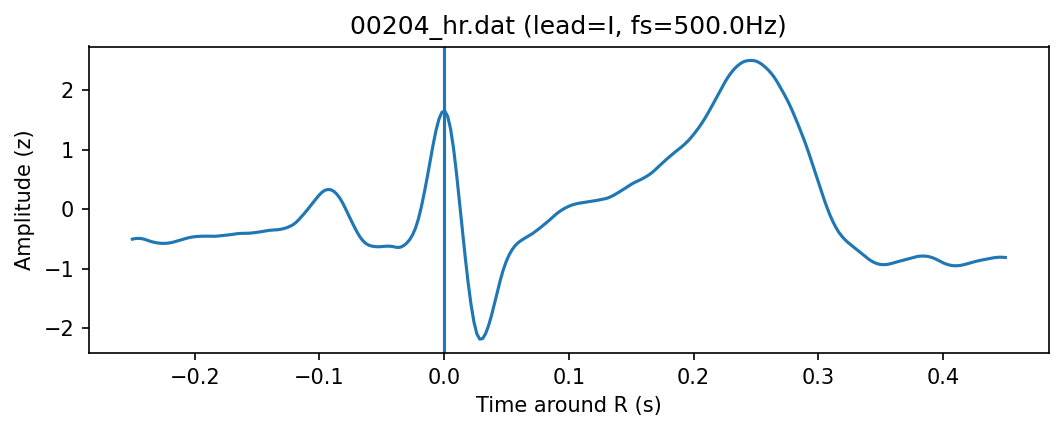 00204_hr.dat (lead=I, fs=500.0Hz)
Amplitude (z)
2
1
0
−1
−2
−0.2 −0.1 0.0 0.1 0.2 0.3 0.4
Time around R (s)